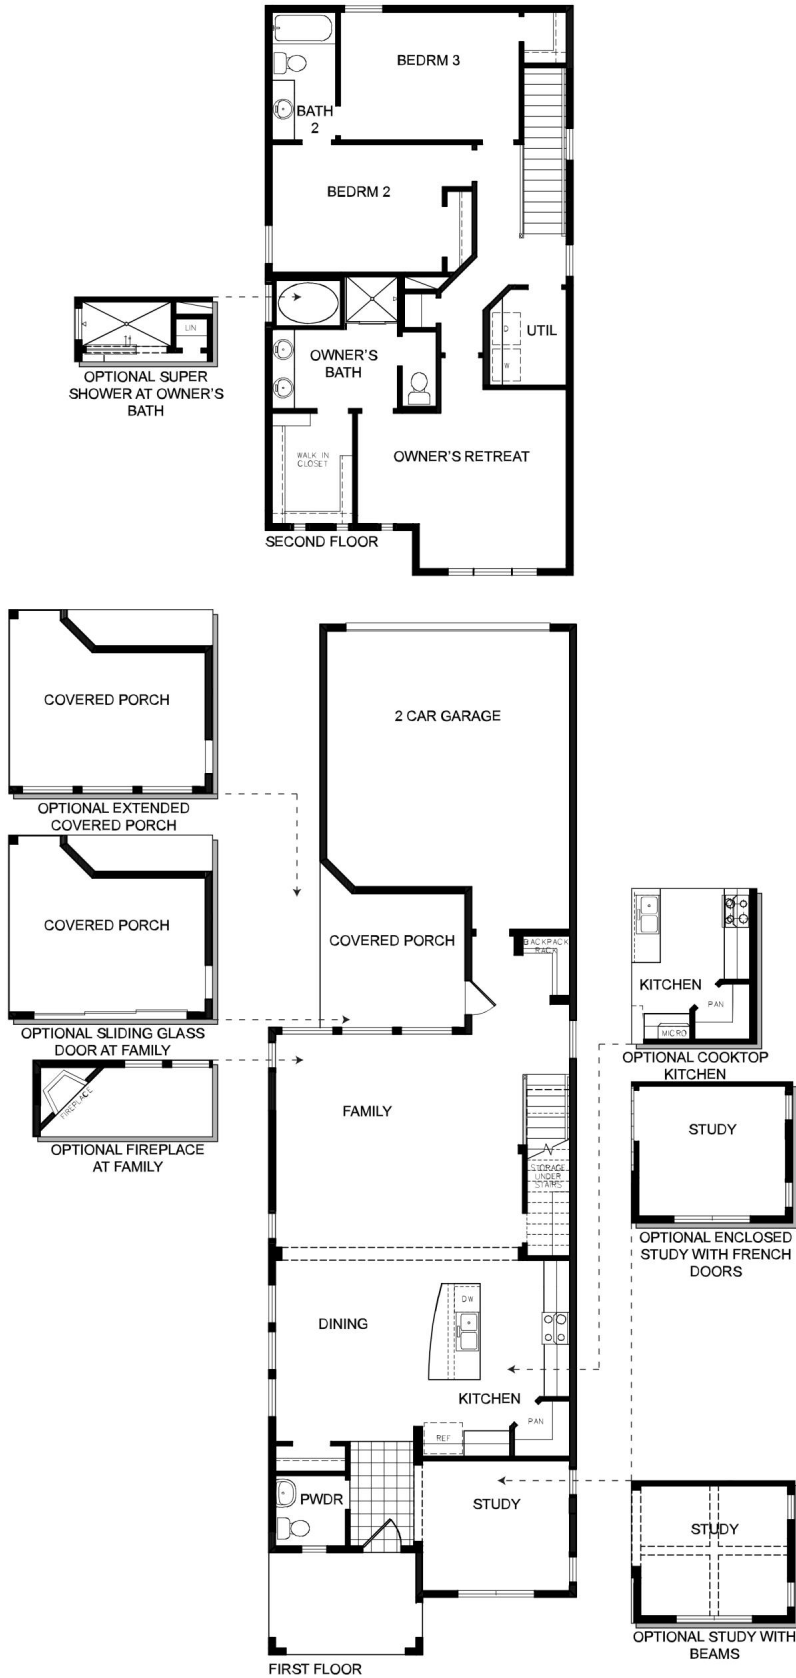 BEDRM 3
BATH
2
BEDRM 2
UTIL
D
W
LIN
OPTIONAL SUPER
SHOWER AT OWNER'S
BATH
OWNER'S
BATH
WALK IN
CLOSET
OWNER'S RETREAT
SECOND FLOOR
COVERED PORCH
OPTIONAL EXTENDED
COVERED PORCH
2 CAR GARAGE
COVERED PORCH
OPTIONAL SLIDING GLASS
DOOR AT FAMILY
COVERED PORCH
BACKPACK
RACK
KITCHEN
PAN
MICRO
OPTIONAL COOKTOP
KITCHEN
FIREPLACE
OPTIONAL FIREPLACE
AT FAMILY
FAMILY
STORAGE
UNDER
STAIRS
STUDY
OPTIONAL ENCLOSED
STUDY WITH FRENCH
DOORS
DINING
DW
KITCHEN
REF
PAN
PWDR
STUDY
STUDY
OPTIONAL STUDY WITH
BEAMS
FIRST FLOOR